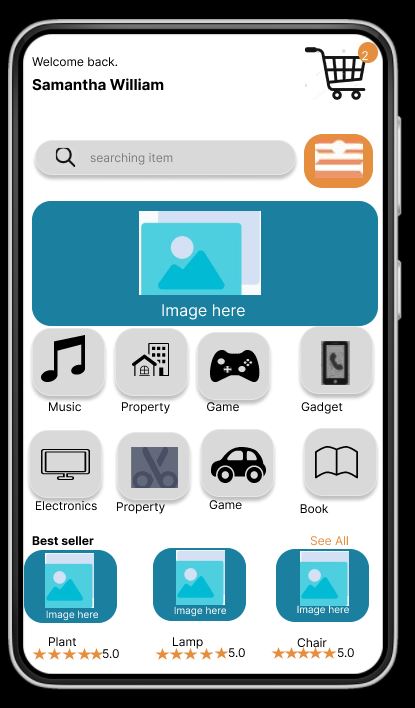 Welcome back.
2
Samantha William
searching item
Image here
Music
Property
Game
Gadget
Electronics
Property
Game
Book
Best seller
See All
Image here
Image here
Image here
Plant
Lamp
Chair
5.0
5.0
5.0